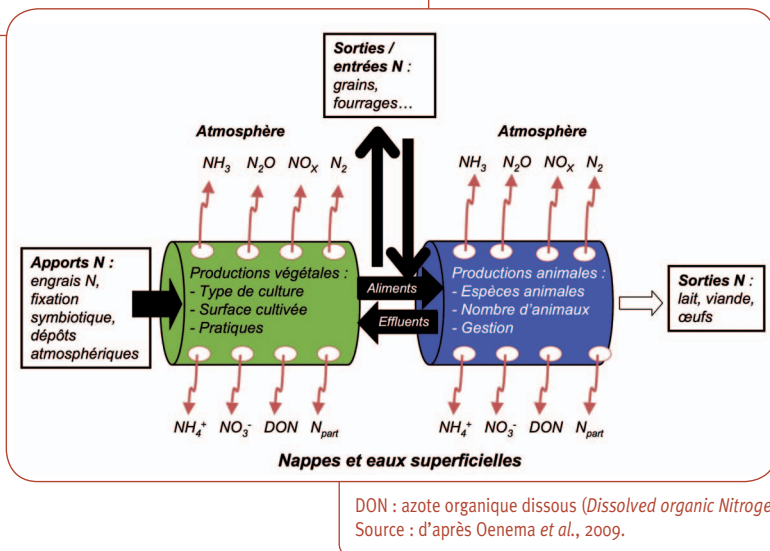 Sorties /
entrées N :
grains,
fourrages…
Atmosphère
NH₃ N₂O NOₓ N₂
Atmosphère
NH₃ N₂O NOₓ N₂
Apports N :
engrais N,
fixation
symbiotique,
dépôts
atmosphériques
Productions végétales :
- Type de culture
- Surface cultivée
- Pratiques
Aliments
Effluents
Productions animales :
- Espèces animales
- Nombre d'animaux
- Gestion
Sorties N :
lait, viande,
œufs
NH₄⁺ NO₃⁻ DON Npart
NH₄⁺ NO₃⁻ DON Npart
Nappes et eaux superficielles
DON : azote organique dissous (Dissolved organic Nitroge
Source : d'après Oenema et al., 2009.